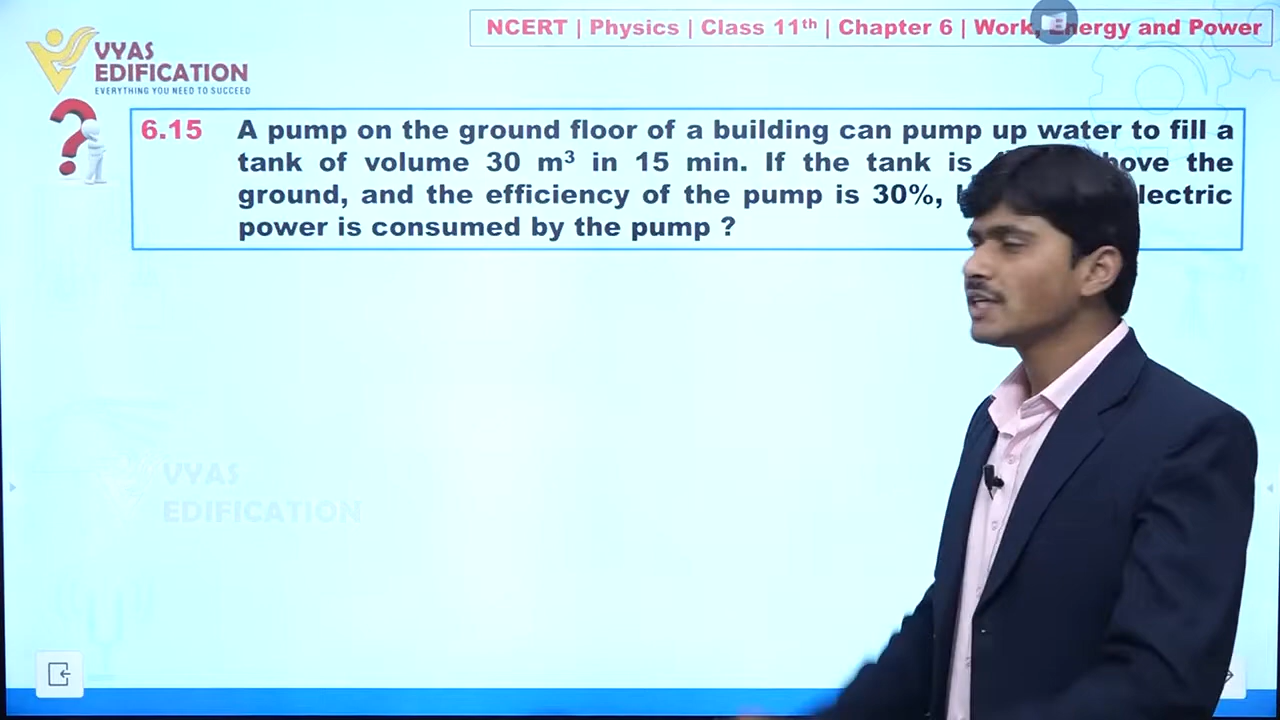 NCERT | Physics | Class 11th | Chapter 6 | Work, Energy and Power
VYAS
EDIFICATION
EVERYTHING YOU NEED TO SUCCEED
6.15 A pump on the ground floor of a building can pump up water to fill a
tank of volume 30 m³ in 15 min. If the tank is the
ground, and the efficiency of the pump is 30%,
power is consumed by the pump ?
VYAS
EDIFICATION